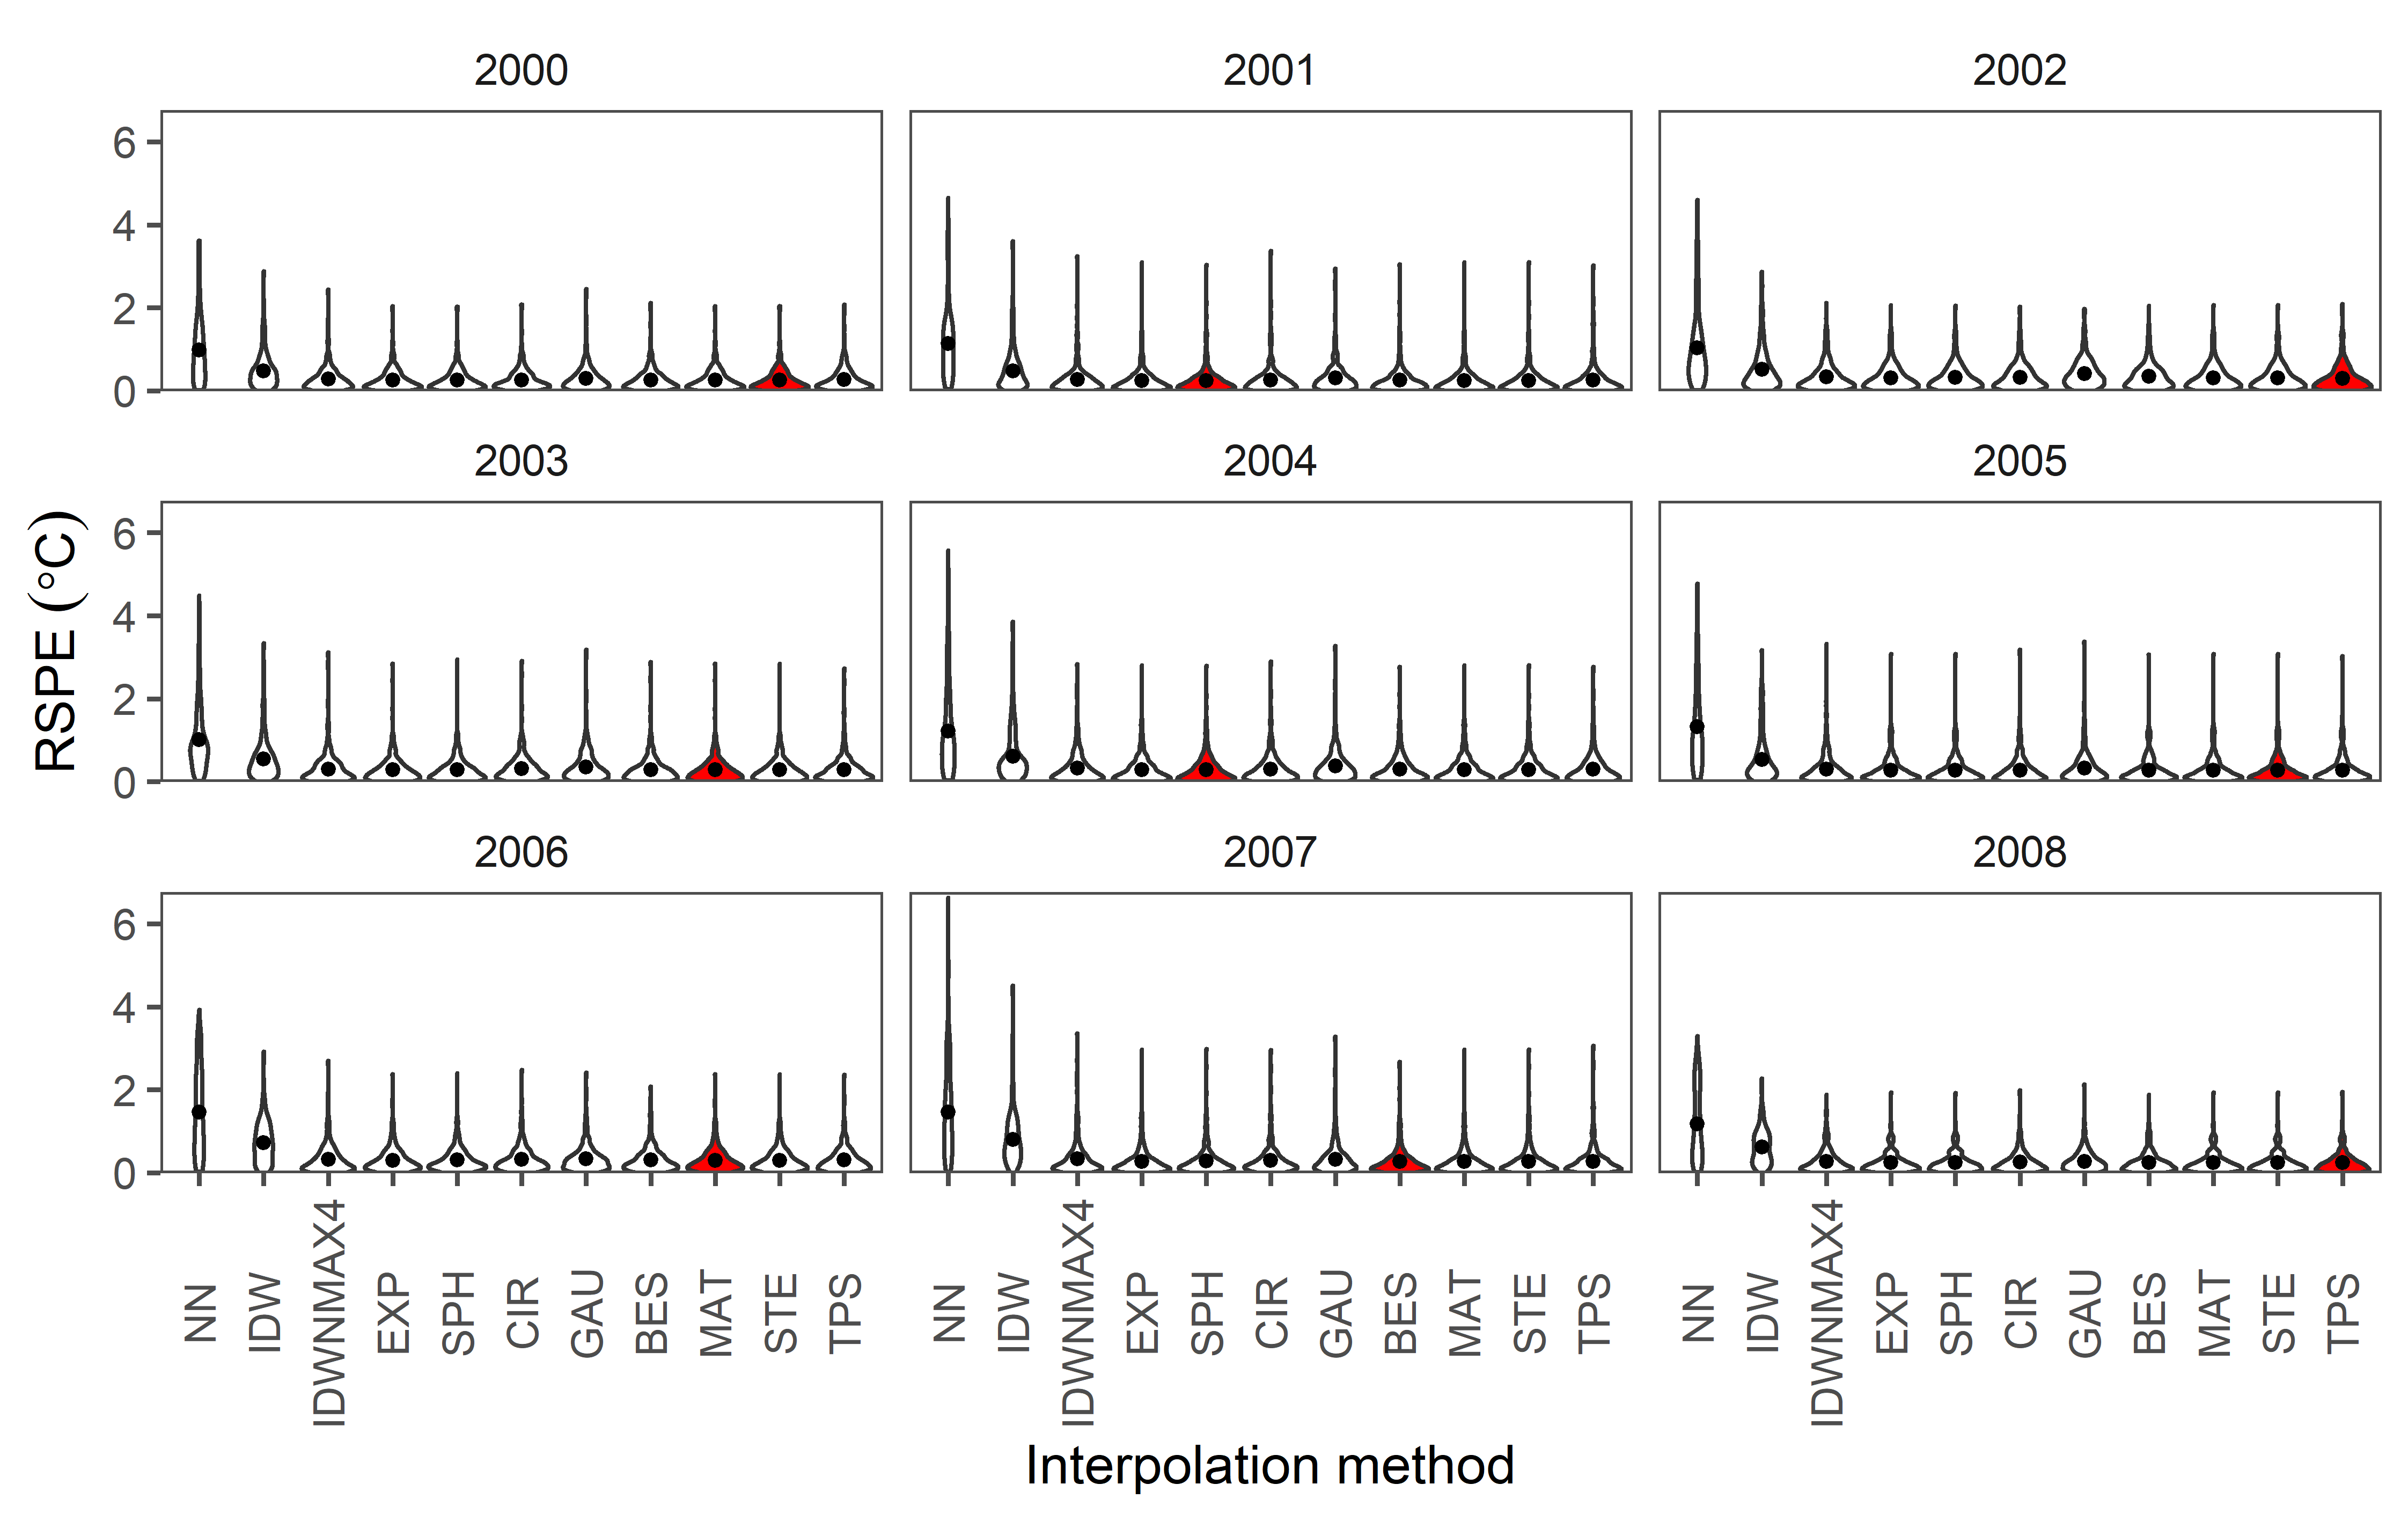 2000 2001 2002
6
4
2
0
2003 2004 2005
6
4
2
0
RSPE (°C)
2006 2007 2008
6
4
2
0
NN IDW IDWNMAX4 EXP SPH CIR GAU BES MAT STE TPS NN IDW IDWNMAX4 EXP SPH CIR GAU BES MAT STE TPS NN IDW IDWNMAX4 EXP SPH CIR GAU BES MAT STE TPS
Interpolation method